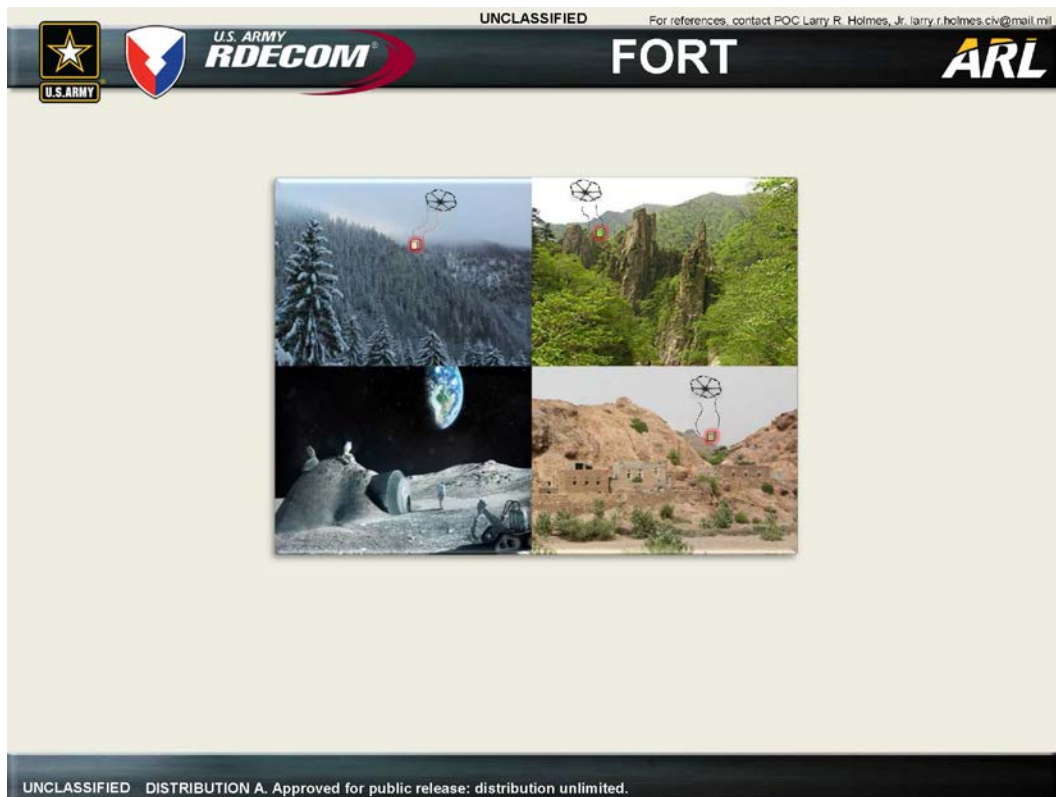 UNCLASSIFIED
For references, contact POC Larry R. Holmes, Jr. larry.r.holmes.civ@mail.mil
U.S. ARMY
RDECOM®
FORT
ARL
U.S.ARMY
UNCLASSIFIED DISTRIBUTION A. Approved for public release: distribution unlimited.